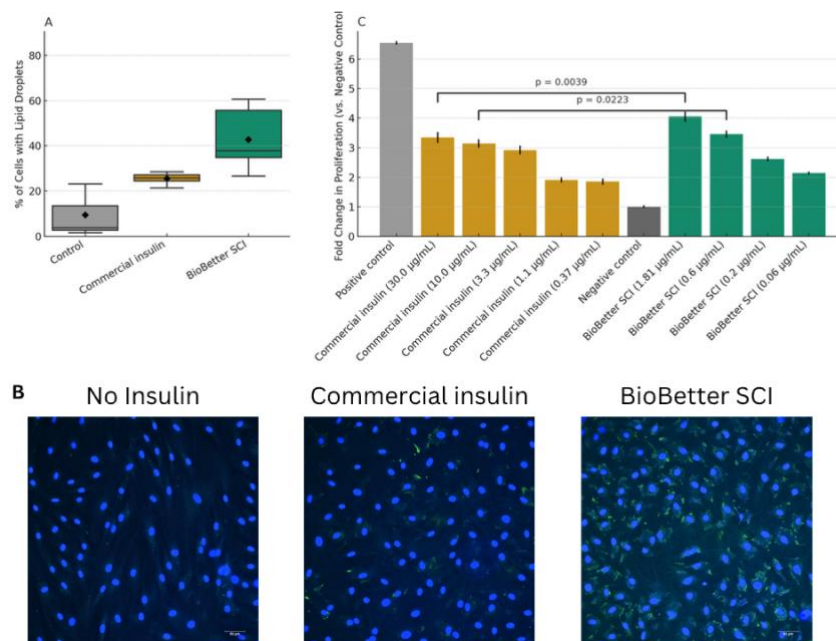 A
% of Cells with Lipid Droplets
80
60
40
20
0
Control
Commercial insulin
BioBetter SCI
C
Fold Change in Proliferation (vs. Negative Control)
6
5
4
3
2
1
0
p = 0.0039
p = 0.0223
Positive control
Commercial insulin (30.0 µg/mL)
Commercial insulin (10.0 µg/mL)
Commercial insulin (3.3 µg/mL)
Commercial insulin (1.1 µg/mL)
Commercial insulin (0.37 µg/mL)
Negative control
BioBetter SCI (1.81 µg/mL)
BioBetter SCI (0.6 µg/mL)
BioBetter SCI (0.2 µg/mL)
BioBetter SCI (0.06 µg/mL)
B
No Insulin
Commercial insulin
BioBetter SCI